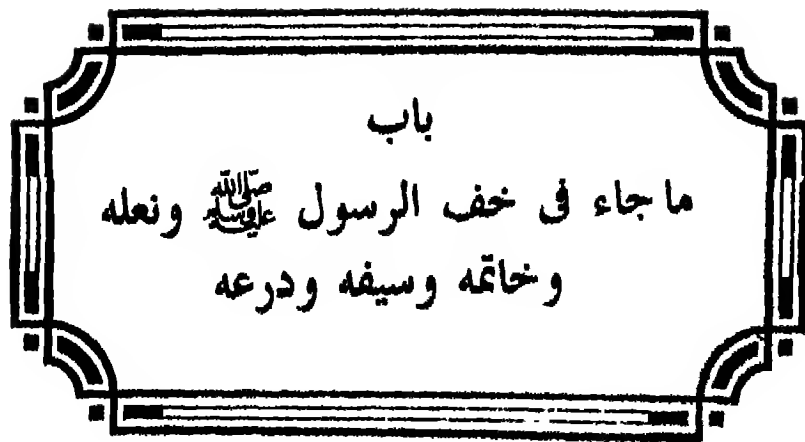 باب
ما جاء فى خف الرسول ﷺ ونعله
وخاتمه وسيفه ودرعه